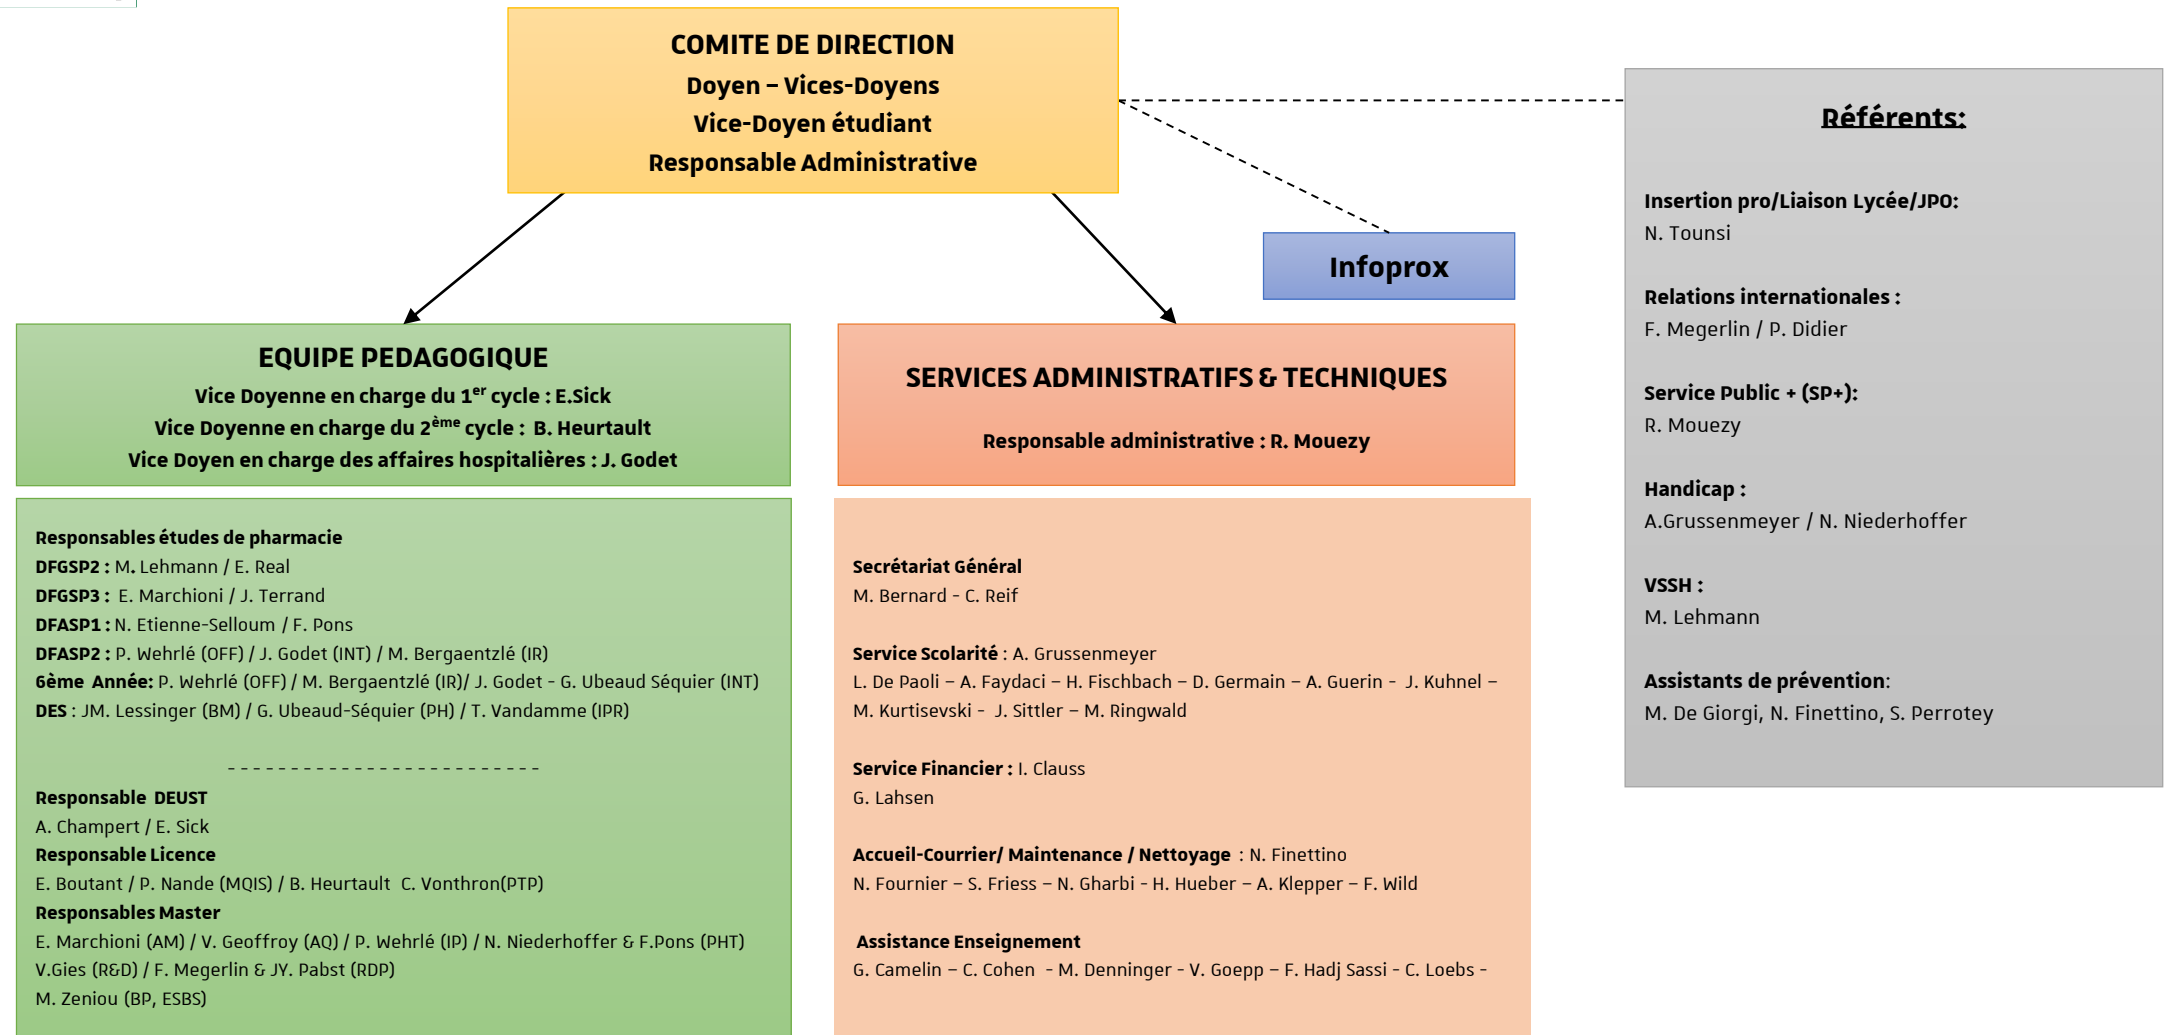 COMITE DE DIRECTION
Doyen – Vices-Doyens
Vice-Doyen étudiant
Responsable Administrative
Infoprox
EQUIPE PEDAGOGIQUE
Vice Doyenne en charge du 1er cycle : E.Sick
Vice Doyenne en charge du 2ème cycle : B. Heurtault
Vice Doyen en charge des affaires hospitalières : J. Godet
Responsables études de pharmacie
DFGSP2 : M. Lehmann / E. Real
DFGSP3 : E. Marchioni / J. Terrand
DFASP1 : N. Etienne-Selloum / F. Pons
DFASP2 : P. Wehrlé (OFF) / J. Godet (INT) / M. Bergaentzlé (IR)
6ème Année: P. Wehrlé (OFF) / M. Bergaentzlé (IR)/ J. Godet - G. Ubeaud Séquier (INT)
DES : JM. Lessinger (BM) / G. Ubeaud-Séquier (PH) / T. Vandamme (IPR)
- - - - - - - - - - - - - - - - - - - - - - - - -
Responsable DEUST
A. Champert / E. Sick
Responsable Licence
E. Boutant / P. Nande (MQIS) / B. Heurtault C. Vonthron(PTP)
Responsables Master
E. Marchioni (AM) / V. Geoffroy (AQ) / P. Wehrlé (IP) / N. Niederhoffer & F.Pons (PHT)
V.Gies (R&D) / F. Megerlin & JY. Pabst (RDP)
M. Zeniou (BP, ESBS)
SERVICES ADMINISTRATIFS & TECHNIQUES
Responsable administrative : R. Mouezy
Secrétariat Général
M. Bernard - C. Reif
Service Scolarité : A. Grussenmeyer
L. De Paoli – A. Faydaci – H. Fischbach – D. Germain – A. Guerin - J. Kuhnel –
M. Kurtisevski - J. Sittler – M. Ringwald
Service Financier : I. Clauss
G. Lahsen
Accueil-Courrier/ Maintenance / Nettoyage : N. Finettino
N. Fournier – S. Friess – N. Gharbi - H. Hueber – A. Klepper – F. Wild
Assistance Enseignement
G. Camelin – C. Cohen - M. Denninger - V. Goepp – F. Hadj Sassi - C. Loebs -
Référents:
Insertion pro/Liaison Lycée/JPO:
N. Tounsi
Relations internationales :
F. Megerlin / P. Didier
Service Public + (SP+):
R. Mouezy
Handicap :
A.Grussenmeyer / N. Niederhoffer
VSSH :
M. Lehmann
Assistants de prévention:
M. De Giorgi, N. Finettino, S. Perrotey